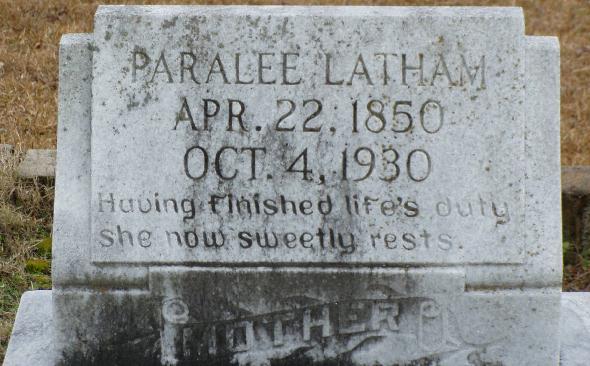 PARALEE LATHAM
APR. 22, 1850
OCT. 4, 1930
Having finished life's duty
she now sweetly rests.
MOTHER